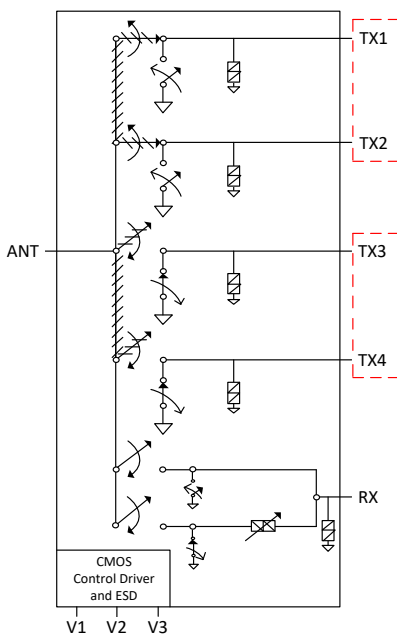 TX1
TX2
ANT
TX3
TX4
RX
CMOS
Control Driver
and ESD
V1 V2 V3